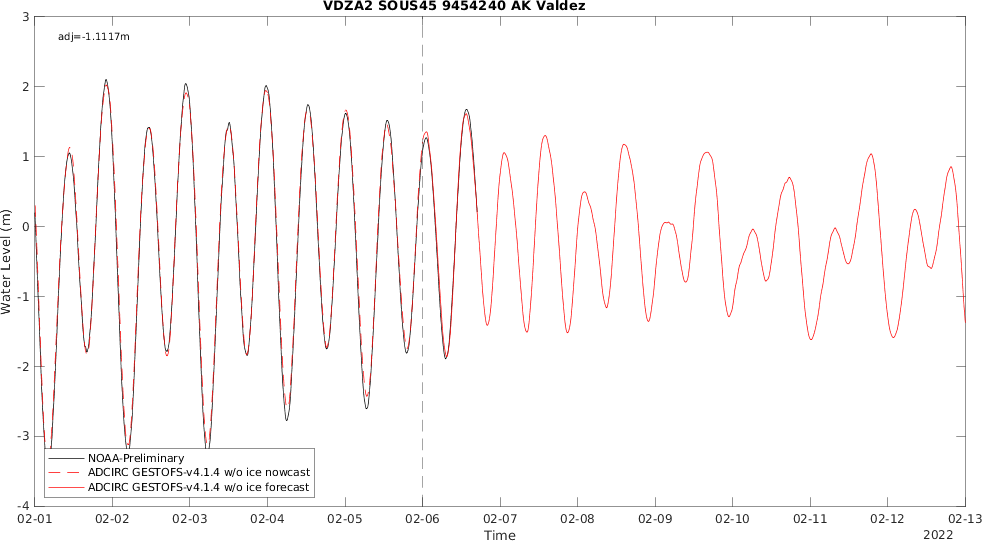 VDZA2 SOUS45 9454240 AK Valdez
adj=-1.1117m
3
2
1
0
-1
-2
-3
-4
Water Level (m)
NOAA-Preliminary
ADCIRC GESTOFS-v4.1.4 w/o ice nowcast
ADCIRC GESTOFS-v4.1.4 w/o ice forecast
02-01 02-02 02-03 02-04 02-05 02-06 02-07 02-08 02-09 02-10 02-11 02-12 02-13
Time
2022